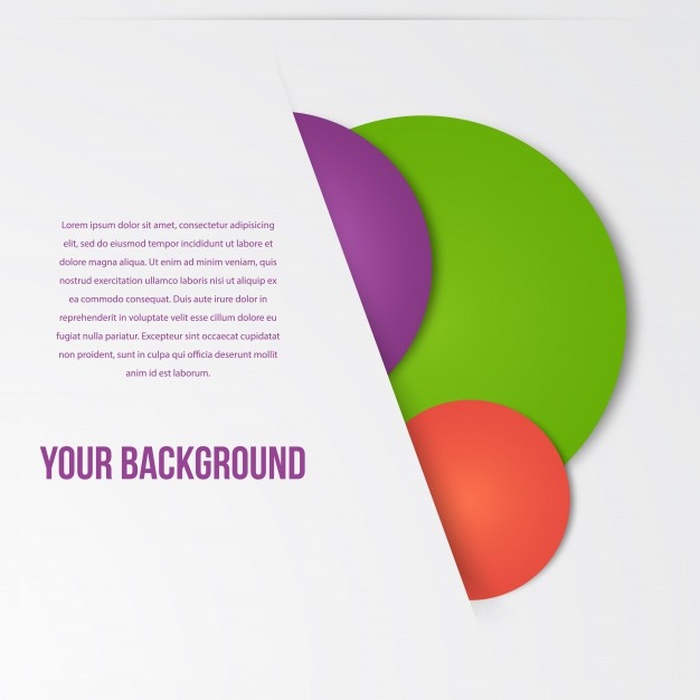 Lorem ipsum dolor sit amet, consectetur adipisicing
elit, sed do eiusmod tempor incididunt ut labore et
dolore magna aliqua. Ut enim ad minim veniam, quis
nostrud exercitation ullamco laboris nisi ut aliquip ex
ea commodo consequat. Duis aute irure dolor in
reprehenderit in voluptate velit esse cillum dolore eu
fugiat nulla pariatur. Excepteur sint occaecat cupidatat
non proident, sunt in culpa qui officia deserunt mollit
anim id est laborum.
YOUR BACKGROUND